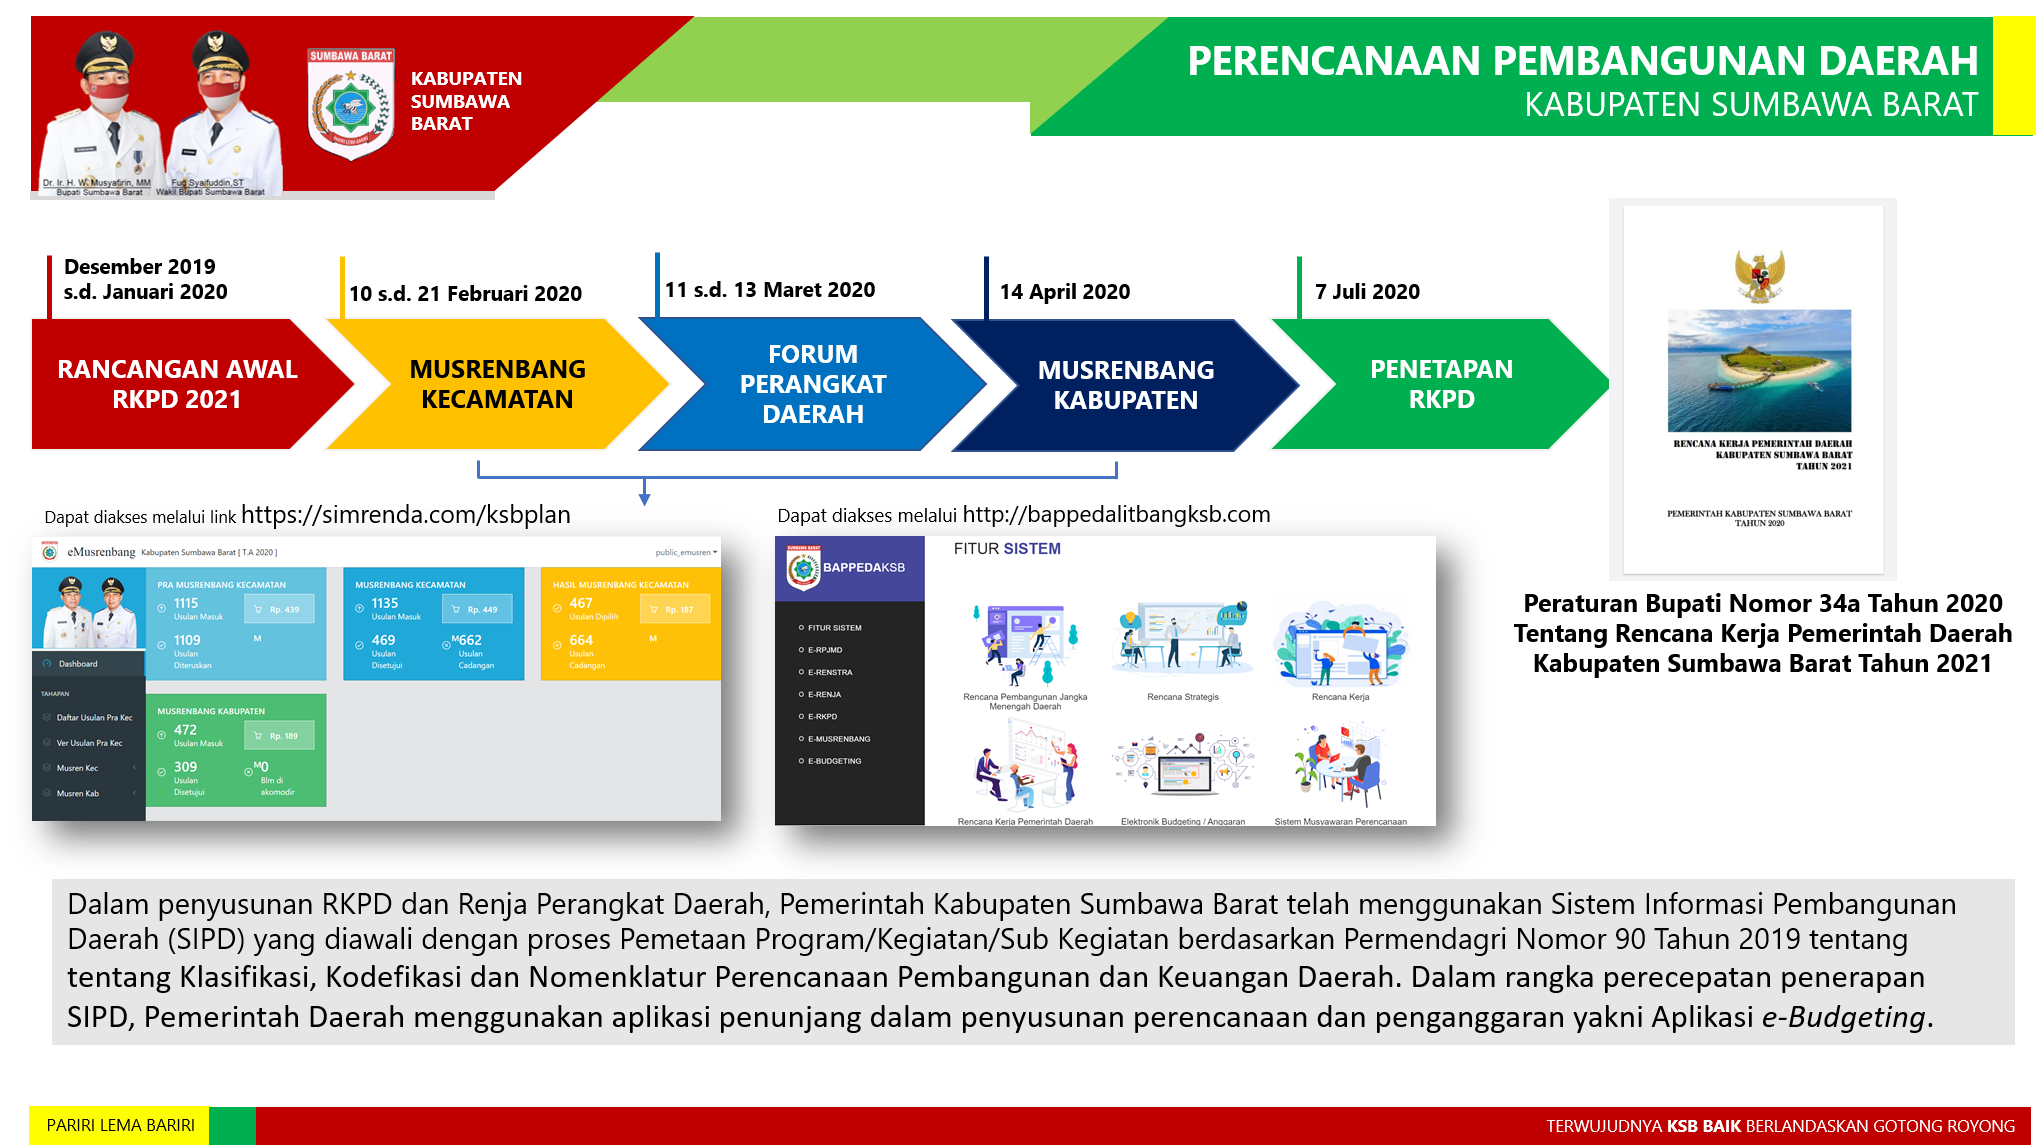 SUMBAWA BARAT
PARIRI LEMA BARIRI
KABUPATEN
SUMBAWA
BARAT
PERENCANAAN PEMBANGUNAN DAERAH
KABUPATEN SUMBAWA BARAT
Dr. Ir. H. W. Musyafirin, MM
Bupati Sumbawa Barat
Fud Syaifuddin,ST
Wakil Bupati Sumbawa Barat
Desember 2019
s.d. Januari 2020
10 s.d. 21 Februari 2020
11 s.d. 13 Maret 2020
14 April 2020
7 Juli 2020
RANCANGAN AWAL
RKPD 2021
MUSRENBANG
KECAMATAN
FORUM
PERANGKAT
DAERAH
MUSRENBANG
KABUPATEN
PENETAPAN
RKPD
RENCANA KERJA PEMERINTAH DAERAH
KABUPATEN SUMBAWA BARAT
TAHUN 2021
PEMERINTAH KABUPATEN SUMBAWA BARAT
TAHUN 2020
Peraturan Bupati Nomor 34a Tahun 2020
Tentang Rencana Kerja Pemerintah Daerah
Kabupaten Sumbawa Barat Tahun 2021
Dapat diakses melalui link https://simrenda.com/ksbplan
eMusrenbang Kabupaten Sumbawa Barat | T.A 2020 |
public_emusren
Dashboard
TAHAPAN
Daftar Usulan Pra Kec
Ver Usulan Pra Kec
Musren Kec
Musren Kab
PRA MUSRENBANG KECAMATAN
1115
Usulan Masuk
Rp. 439
M
1109
Usulan
Diteruskan
MUSRENBANG KECAMATAN
1135
Usulan Masuk
Rp. 449
M
469
Usulan
Disetujui
662
Usulan
Cadangan
HASIL MUSRENBANG KECAMATAN
467
Usulan Dipilih
Rp. 187
M
664
Usulan
Cadangan
MUSRENBANG KABUPATEN
472
Usulan Masuk
Rp. 189
M
309
Usulan
Disetujui
0
Blm di
akomodir
Dapat diakses melalui http://bappedalitbangksb.com
SUMBAWA BARAT
BAPPEDAKSB
FITUR SISTEM
E-RPJMD
E-RENSTRA
E-RENJA
E-RKPD
E-MUSRENBANG
E-BUDGETING
FITUR SISTEM
Rencana Pembangunan Jangka
Menengah Daerah
Rencana Strategis
Rencana Kerja
Rencana Kerja Pemerintah Daerah
Elektronik Budgeting / Anggaran
Sistem Musyawaran Perencanaan
Dalam penyusunan RKPD dan Renja Perangkat Daerah, Pemerintah Kabupaten Sumbawa Barat telah menggunakan Sistem Informasi Pembangunan
Daerah (SIPD) yang diawali dengan proses Pemetaan Program/Kegiatan/Sub Kegiatan berdasarkan Permendagri Nomor 90 Tahun 2019 tentang
tentang Klasifikasi, Kodefikasi dan Nomenklatur Perencanaan Pembangunan dan Keuangan Daerah. Dalam rangka perecepatan penerapan
SIPD, Pemerintah Daerah menggunakan aplikasi penunjang dalam penyusunan perencanaan dan penganggaran yakni Aplikasi e-Budgeting.
PARIRI LEMA BARIRI
TERWUJUDNYA KSB BAIK BERLANDASKAN GOTONG ROYONG